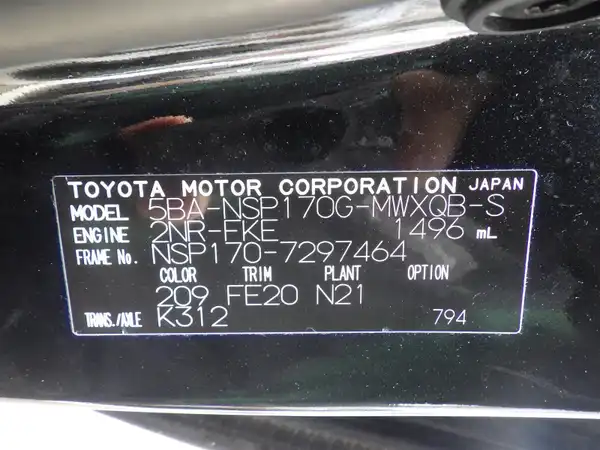 TOYOTA MOTOR CORPORATION JAPAN
MODEL 5BA-NSP170G-MWXQB-S
ENGINE 2NR-FKE 1496 mL
FRAME No. NSP170-7297464
COLOR TRIM PLANT OPTION
209 FE20 N21
TRANS./AXLE K312 794